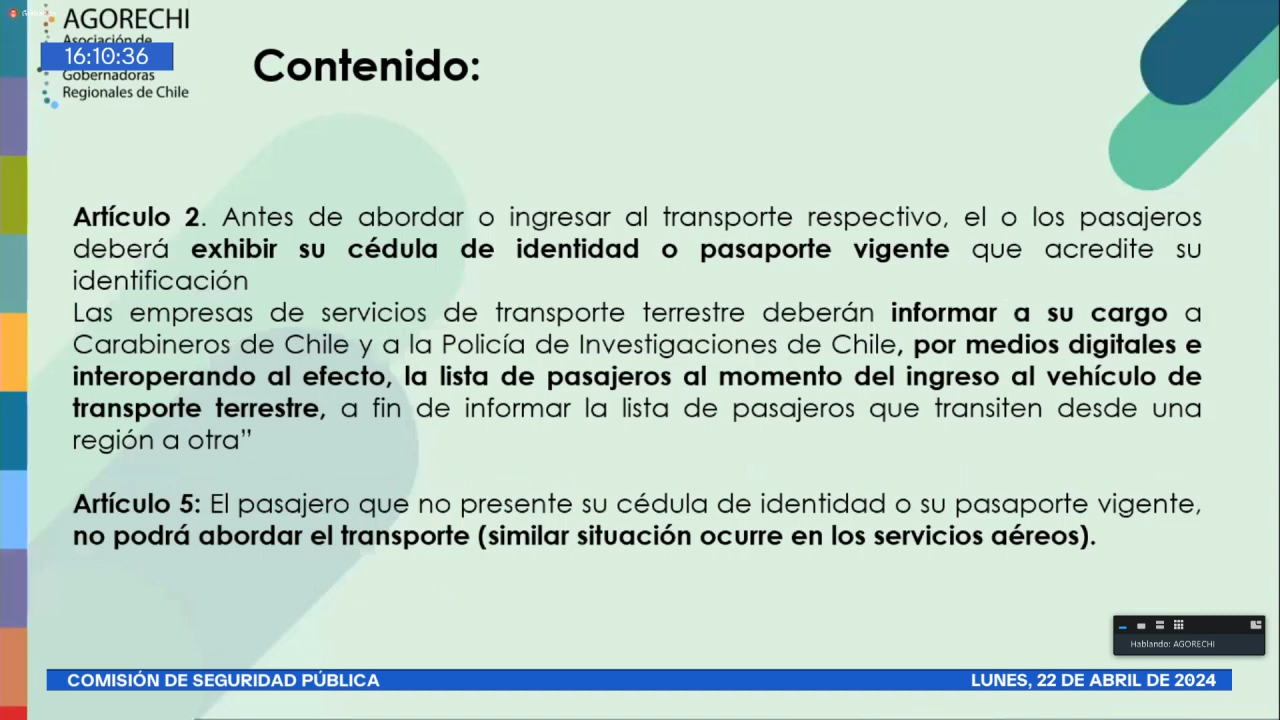 AGORECHI
Asociación de
16:10:36
Gobernadoras
Regionales de Chile
Contenido:
Artículo 2. Antes de abordar o ingresar al transporte respectivo, el o los pasajeros
deberá exhibir su cédula de identidad o pasaporte vigente que acredite su
identificación
Las empresas de servicios de transporte terrestre deberán informar a su cargo a
Carabineros de Chile y a la Policía de Investigaciones de Chile, por medios digitales e
interoperando al efecto, la lista de pasajeros al momento del ingreso al vehículo de
transporte terrestre, a fin de informar la lista de pasajeros que transiten desde una
región a otra”
Artículo 5: El pasajero que no presente su cédula de identidad o su pasaporte vigente,
no podrá abordar el transporte (similar situación ocurre en los servicios aéreos).
Hablando: AGORECHI
COMISIÓN DE SEGURIDAD PÚBLICA
LUNES, 22 DE ABRIL DE 2024